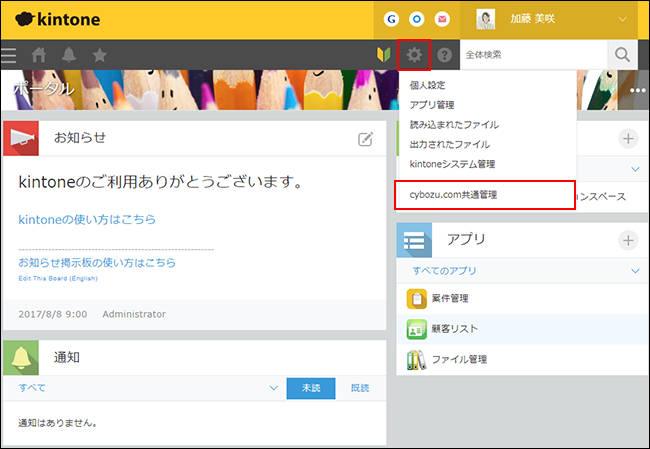 kintone
G
加藤 美咲
全体検索
ポータル
個人設定
アプリ管理
読み込まれたファイル
出力されたファイル
kintoneシステム管理
cybozu.com共通管理
お知らせ
kintoneのご利用ありがとうございます。
kintoneの使い方はこちら
お知らせ掲示板の使い方はこちら
Edit This Board (English)
2017/8/8 9:00 Administrator
通知
すべて
未読
既読
通知はありません。
ンスペース
アプリ
すべてのアプリ
案件管理
顧客リスト
ファイル管理